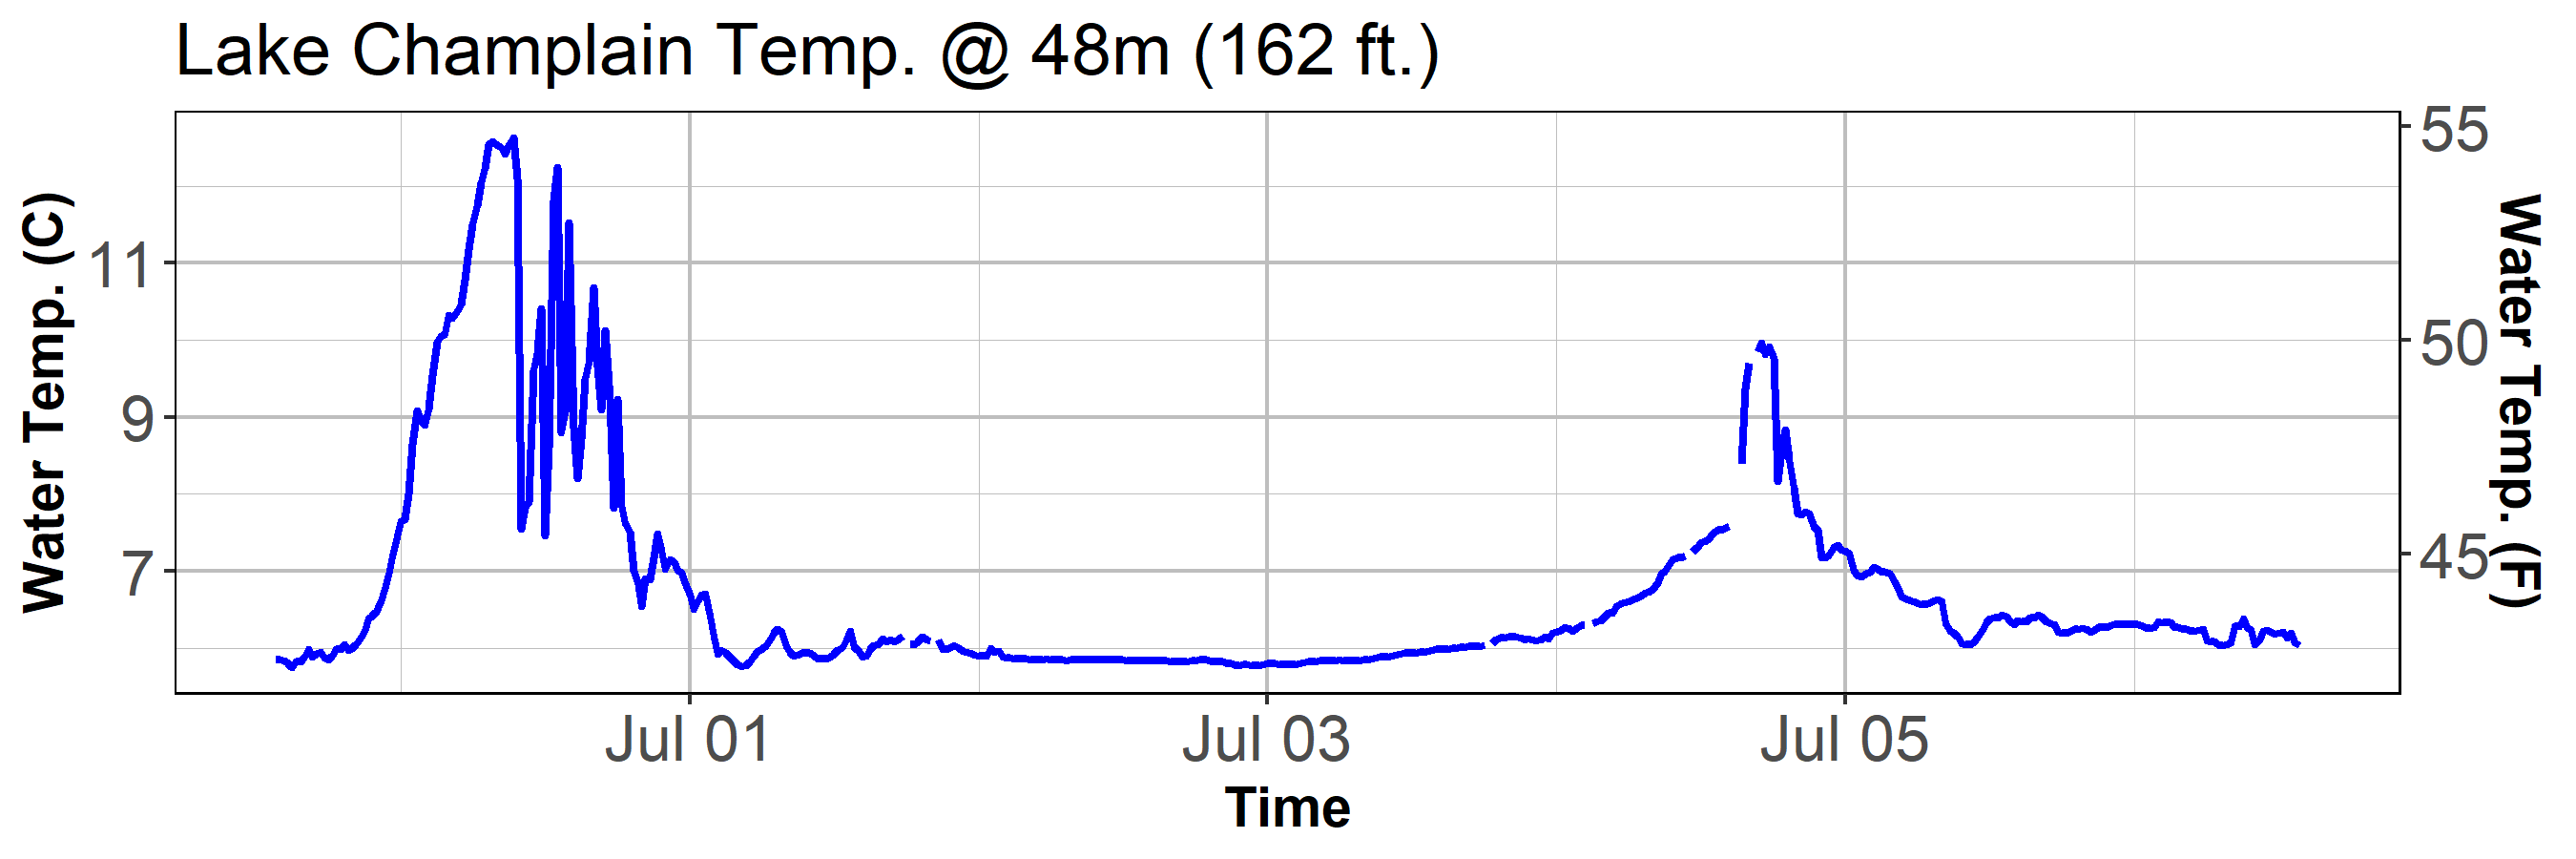 Lake Champlain Temp. @ 48m (162 ft.)
Water Temp. (C)
11
9
7
55
50
45
Water Temp. (F)
Jul 01
Jul 03
Jul 05
Time